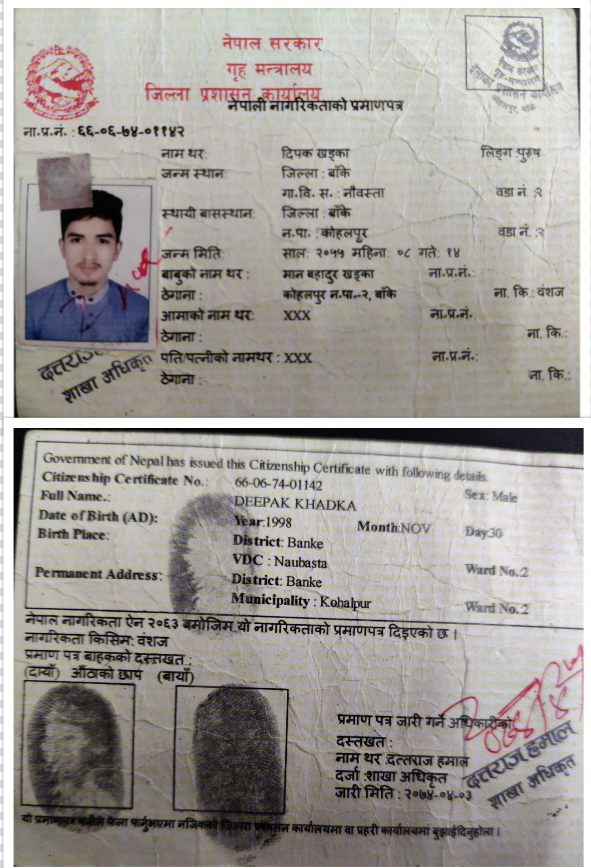 नेपाल सरकार
गृह मन्त्रालय
जिल्ला प्रशासन कार्यालय
नेपाली नागरिकताको प्रमाणपत्र
ना.प्र.नं. : ६६-०६-७४-०११४२
नाम थर: दिपक खड्का लिङ्ग :पुरुष
जन्म स्थान: जिल्ला : बाँके
गा.वि. स. : नौवस्ता वडा नं. :२
स्थायी बासस्थान: जिल्ला : बाँके
न.पा. : कोहलपूर वडा नं. :२
जन्म मिति: साल: २०५५ महिना: ०८ गते: १४
बाबुको नाम थर : मान बहादुर खड्का ना.प्र.नं.:
ठेगाना : कोहलपूर न.पा.-२, बाँके ना. कि.: वंशज
आमाको नाम थर: XXX ना.प्र.नं.:
ठेगाना : ना. कि.:
पति/पत्नीको नामथर : XXX ना.प्र.नं.:
ठेगाना : ना. कि.:
दत्तराज
शाखा अधिकृत
Government of Nepal has issued this Citizenship Certificate with following details.
Citizenship Certificate No.: 66-06-74-01142 Sex: Male
Full Name.: DEEPAK KHADKA
Date of Birth (AD): Year:1998 Month:NOV Day:30
Birth Place: District: Banke
VDC : Naubasta Ward No.:2
Permanent Address: District: Banke
Municipality : Kohalpur Ward No.:2
नेपाल नागरिकता ऐन २०६३ बमोजिम यो नागरिकताको प्रमाणपत्र दिइएको छ ।
नागरिकता किसिम: वंशज
प्रमाण पत्र बाहकको दस्तखत :
(दायाँ) औंठाको छाप (बायाँ)
प्रमाण पत्र जारी गर्ने अधिकारीको
दस्तखत :
नाम थर :दत्तराज हमाल
दर्जा :शाखा अधिकृत
जारी मिति : २०७४-०४-०३
दत्तराज हमाल
शाखा अधिकृत
यो प्रमाणपत्र कसैले फेला पार्नुभएमा नजिकको जिल्ला प्रशासन कार्यालयमा वा प्रहरी कार्यालयमा बुझाईदिनुहोला ।